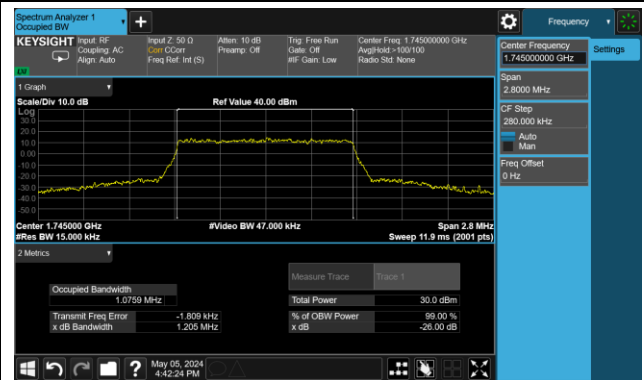 Spectrum Analyzer 1
Occupied BW
Frequency
KEYSIGHT
Input: RF
Coupling: AC
Align: Auto
Input Z: 50 Ω
Corr CCorr
Freq Ref: Int (S)
Atten: 10 dB
Preamp: Off
Trig: Free Run
Gate: Off
#IF Gain: Low
Center Freq: 1.745000000 GHz
Avg|Hold:>100/100
Radio Std: None
Center Frequency
1.745000000 GHz
Settings
Span
2.8000 MHz
CF Step
280.000 kHz
Auto
Man
Freq Offset
0 Hz
1 Graph
Scale/Div 10.0 dB
Ref Value 40.00 dBm
Log
30.0
20.0
10.0
0.00
-10.0
-20.0
-30.0
-40.0
-50.0
Center 1.745000 GHz
#Video BW 47.000 kHz
Span 2.8 MHz
#Res BW 15.000 kHz
Sweep 11.9 ms (2001 pts)
2 Metrics
Measure Trace
Trace 1
Occupied Bandwidth
1.0759 MHz
Total Power
30.0 dBm
Transmit Freq Error
-1.809 kHz
% of OBW Power
99.00 %
x dB Bandwidth
1.205 MHz
x dB
-26.00 dB
May 05, 2024
4:42:24 PM